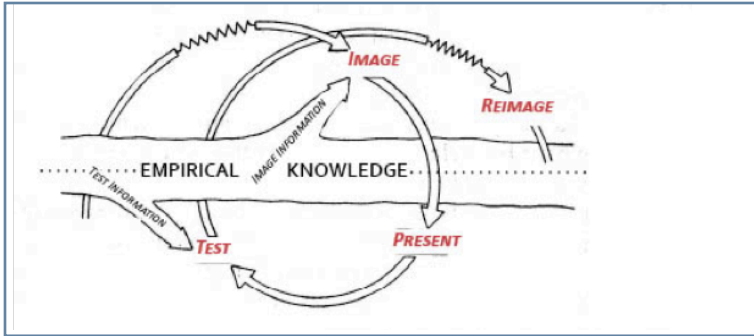 IMAGE
REIMAGE
IMAGE INFORMATION
EMPIRICAL KNOWLEDGE
TEST INFORMATION
TEST
PRESENT